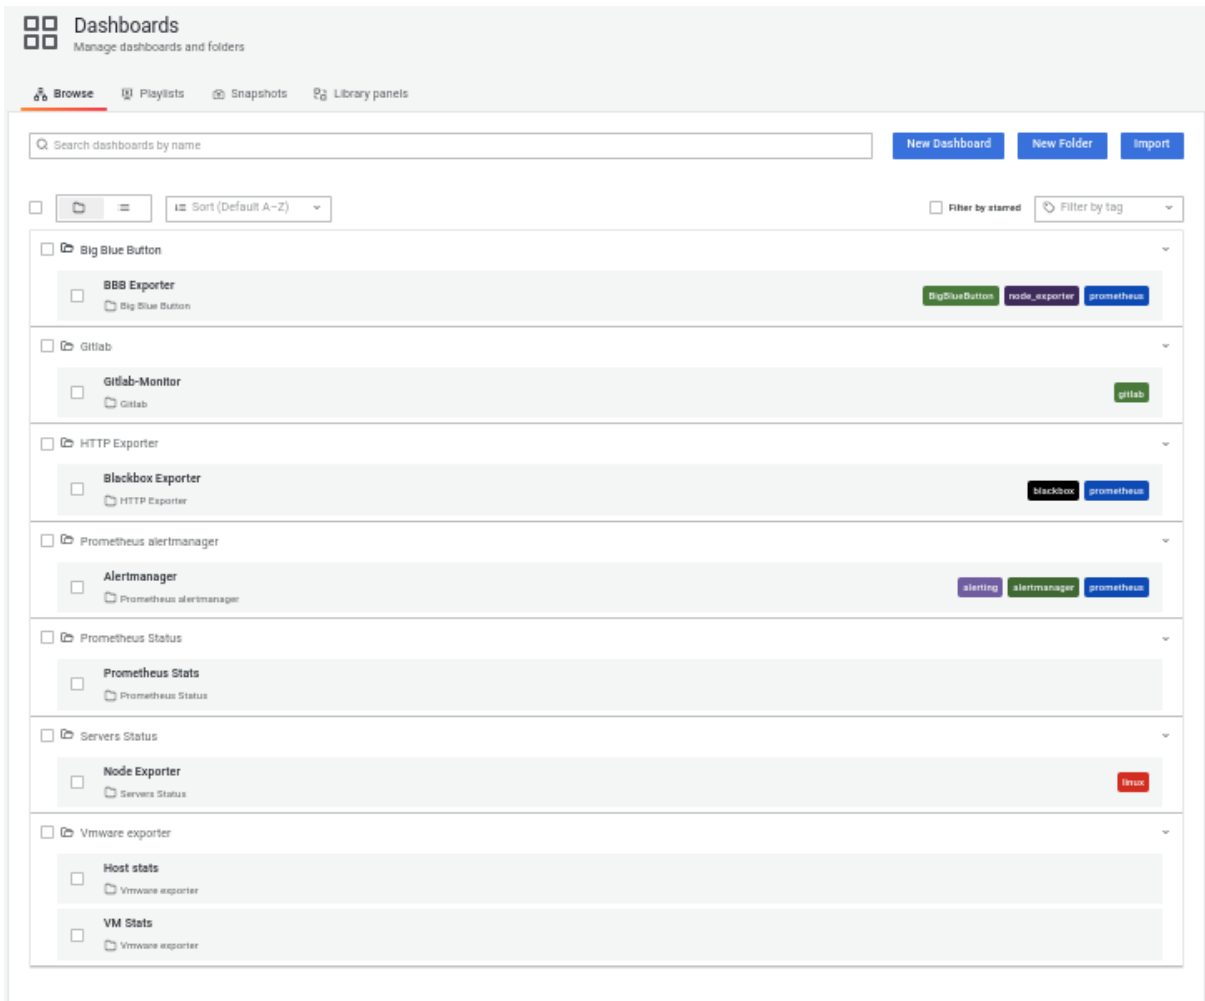 Dashboards
Manage dashboards and folders
Browse Playlists Snapshots Library panels
Search dashboards by name New Dashboard New Folder Import
Sort (Default A–Z) Filter by starred Filter by tag
Big Blue Button
BBB Exporter
Big Blue Button
BigBlueButton node_exporter prometheus
Gitlab
Gitlab-Monitor
Gitlab
gitlab
HTTP Exporter
Blackbox Exporter
HTTP Exporter
blackbox prometheus
Prometheus alertmanager
Alertmanager
Prometheus alertmanager
alerting alertmanager prometheus
Prometheus Status
Prometheus Stats
Prometheus Status
Servers Status
Node Exporter
Servers Status
linux
Vmware exporter
Host stats
Vmware exporter
VM Stats
Vmware exporter